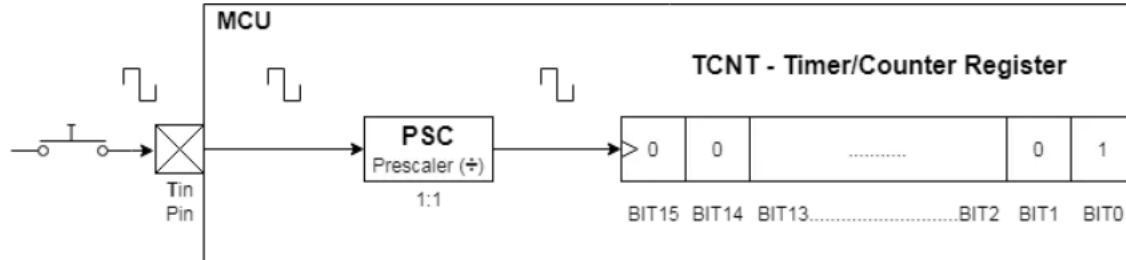 MCU
TCNT - Timer/Counter Register
PSC
Prescaler (÷)
1:1
Tin
Pin
0 0 ........... 0 1
BIT15 BIT14 BIT13............................BIT2 BIT1 BIT0